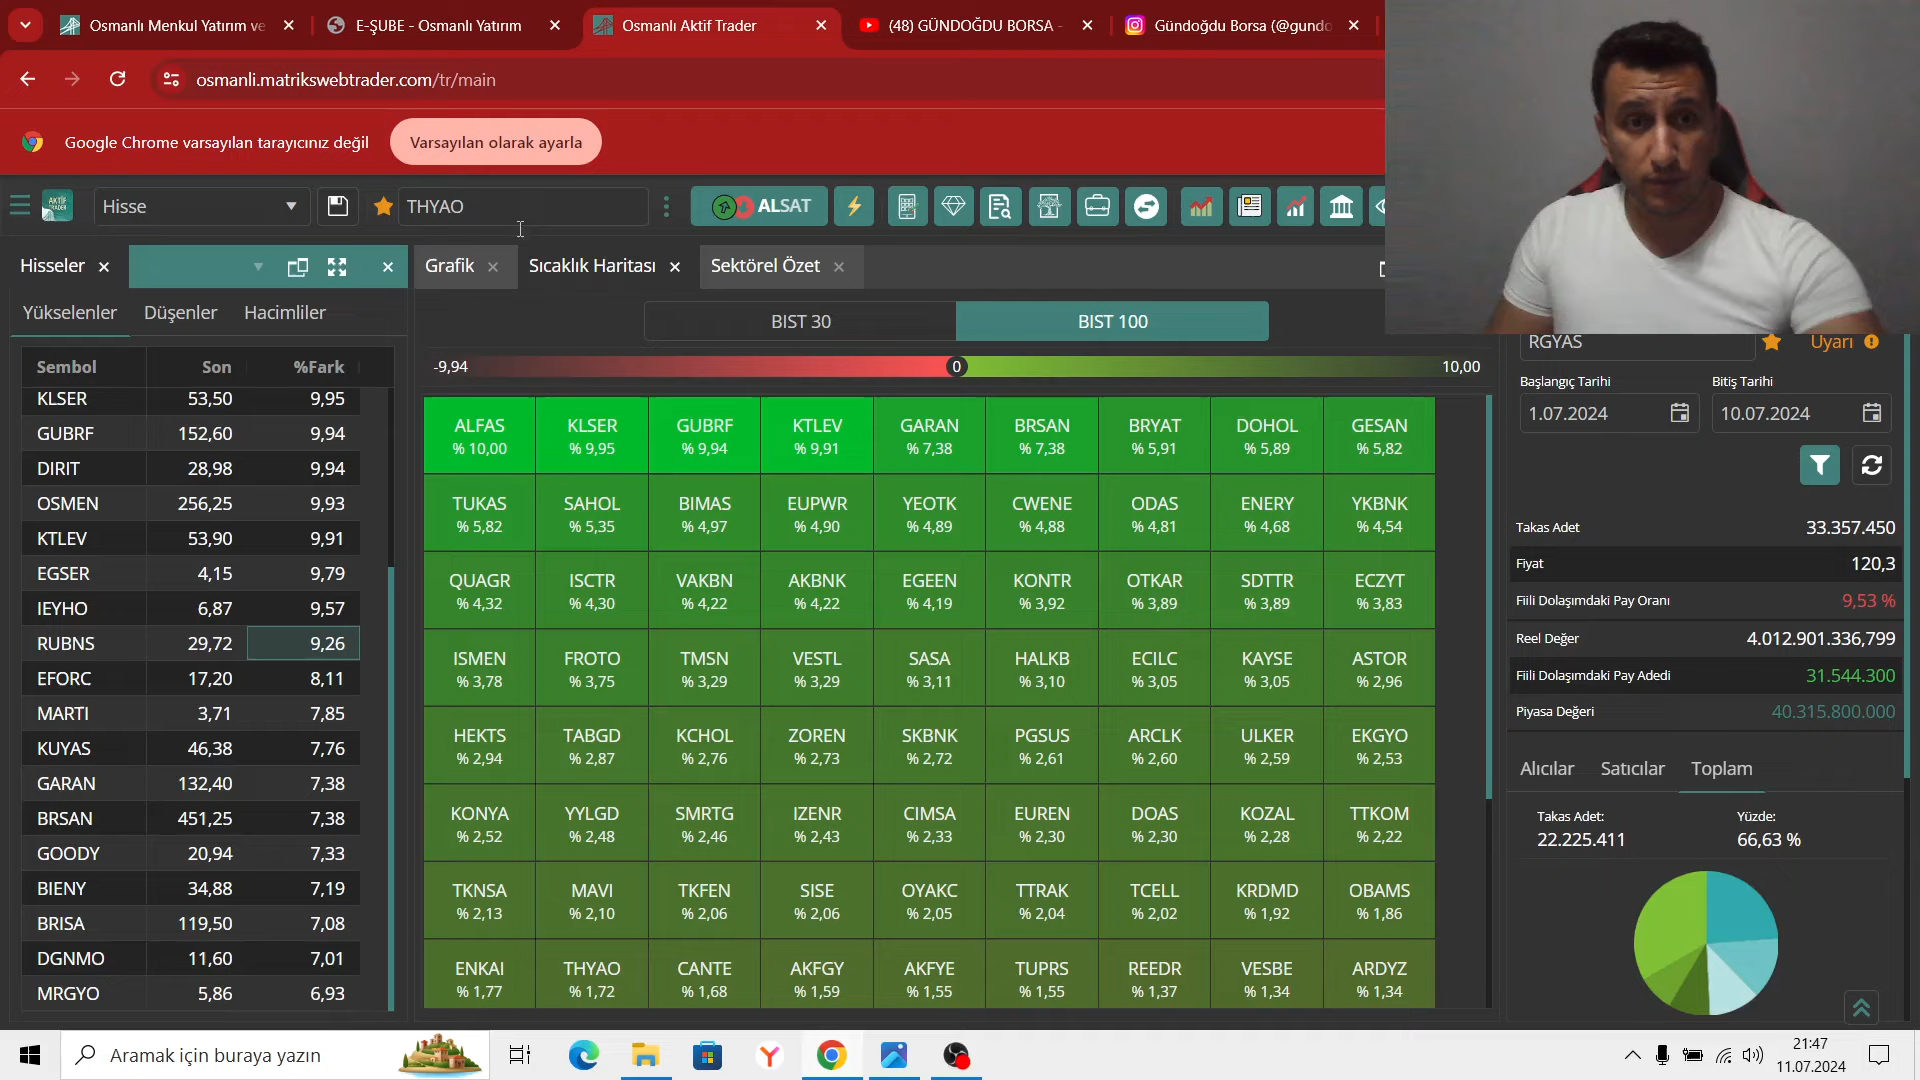 Osmanlı Menkul Yatırım ve
E-ŞUBE - Osmanlı Yatırım
Osmanlı Aktif Trader
(48) GÜNDOĞDU BORSA -
Gündoğdu Borsa (@gundo
osmanli.matrikswebtrader.com/tr/main
Google Chrome varsayılan tarayıcınız değil
Varsayılan olarak ayarla
AKTİF
TRADER
Hisse
THYAO
ALSAT
Hisseler
Grafik
Sıcaklık Haritası
Sektörel Özet
Yükselenler
Düşenler
Hacimliler
Sembol Son %Fark
KLSER 53,50 9,95
GUBRF 152,60 9,94
DIRIT 28,98 9,94
OSMEN 256,25 9,93
KTLEV 53,90 9,91
EGSER 4,15 9,79
IEYHO 6,87 9,57
RUBNS 29,72 9,26
EFORC 17,20 8,11
MARTI 3,71 7,85
KUYAS 46,38 7,76
GARAN 132,40 7,38
BRSAN 451,25 7,38
GOODY 20,94 7,33
BIENY 34,88 7,19
BRISA 119,50 7,08
DGNMO 11,60 7,01
MRGYO 5,86 6,93
BIST 30
BIST 100
-9,94 0 10,00
ALFAS KLSER GUBRF KTLEV GARAN BRSAN BRYAT DOHOL GESAN
% 10,00 % 9,95 % 9,94 % 9,91 % 7,38 % 7,38 % 5,91 % 5,89 % 5,82
TUKAS SAHOL BIMAS EUPWR YEOTK CWENE ODAS ENERY YKBNK
% 5,82 % 5,35 % 4,97 % 4,90 % 4,89 % 4,88 % 4,81 % 4,68 % 4,54
QUAGR ISCTR VAKBN AKBNK EGEEN KONTR OTKAR SDTTR ECZYT
% 4,32 % 4,30 % 4,22 % 4,22 % 4,19 % 3,92 % 3,89 % 3,89 % 3,83
ISMEN FROTO TMSN VESTL SASA HALKB ECILC KAYSE ASTOR
% 3,78 % 3,75 % 3,29 % 3,29 % 3,11 % 3,10 % 3,05 % 3,05 % 2,96
HEKTS TABGD KCHOL ZOREN SKBNK PGSUS ARCLK ULKER EKGYO
% 2,94 % 2,87 % 2,76 % 2,73 % 2,72 % 2,61 % 2,60 % 2,59 % 2,53
KONYA YYLGD SMRTG IZENR CIMSA EUREN DOAS KOZAL TTKOM
% 2,52 % 2,48 % 2,46 % 2,43 % 2,33 % 2,30 % 2,30 % 2,28 % 2,22
TKNSA MAVI TKFEN SISE OYAKC TTRAK TCELL KRDMD OBAMS
% 2,13 % 2,10 % 2,06 % 2,06 % 2,05 % 2,04 % 2,02 % 1,92 % 1,86
ENKAI THYAO CANTE AKFGY AKFYE TUPRS REEDR VESBE ARDYZ
% 1,77 % 1,72 % 1,68 % 1,59 % 1,55 % 1,55 % 1,37 % 1,34 % 1,34
RGYAS
Uyarı
Başlangıç Tarihi Bitiş Tarihi
1.07.2024 10.07.2024
Takas Adet 33.357.450
Fiyat 120,3
Fiili Dolaşımdaki Pay Oranı 9,53 %
Reel Değer 4.012.901.336,799
Fiili Dolaşımdaki Pay Adedi 31.544.300
Piyasa Değeri 40.315.800.000
Alıcılar Satıcılar Toplam
Takas Adet: Yüzde:
22.225.411 66,63 %
Aramak için buraya yazın
21:47
11.07.2024